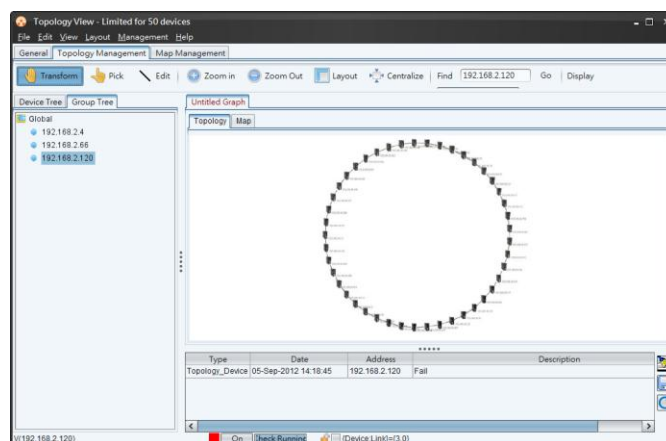 Topology View - Limited for 50 devices
File Edit View Layout Management Help
General Topology Management Map Management
Transform Pick Edit Zoom in Zoom Out Layout Centralize Find 192.168.2.120 Go Display
Device Tree Group Tree Untitled Graph
Global
192.168.2.4
192.168.2.66
192.168.2.120
Topology Map
Type Date Address Description
Topology_Device 05-Sep-2012 14:18:45 192.168.2.120 Fail
V(192.168.2.120) On Check Running (Device:Link)=(3,0)